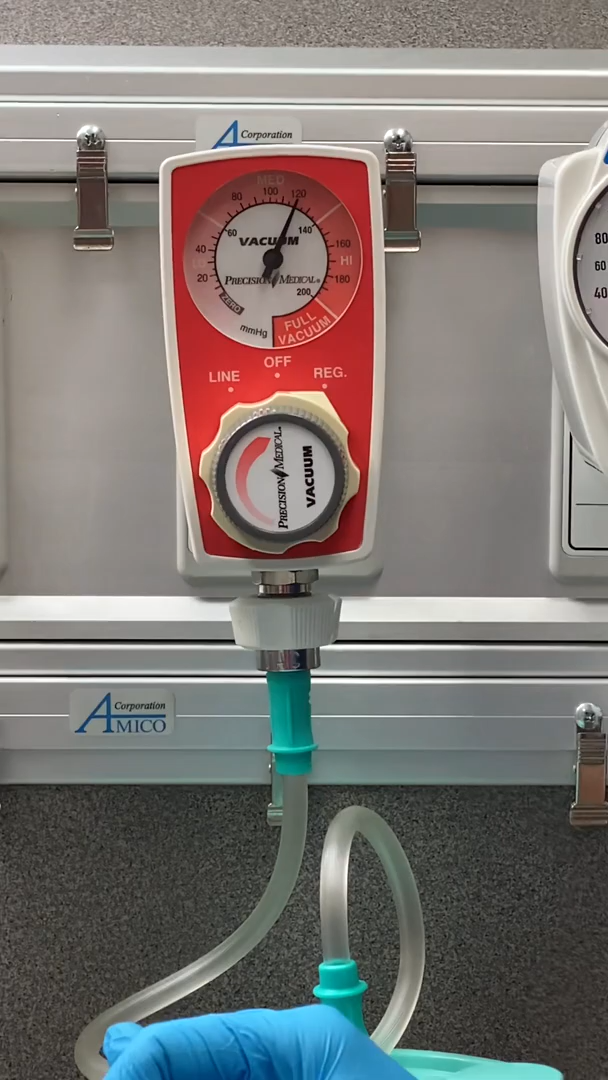 Corporation
MED
80 100 120
60 140
40 160
HI
20 180
200
VACUUM
PRECISION MEDICAL
ZERO
mmHg
FULL
VACUUM
LINE OFF REG.
PRECISION MEDICAL
VACUUM
80
60
40
Corporation
AMICO